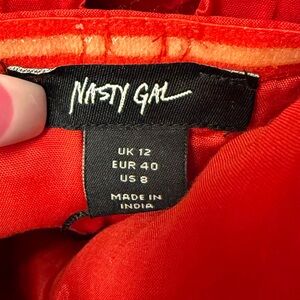 NASTY GAL
UK 12
EUR 40
US 8
MADE IN
INDIA